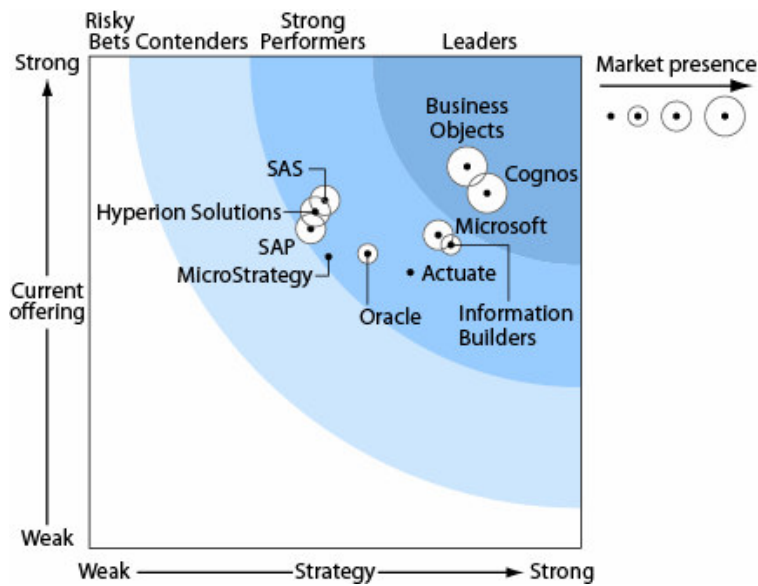 Risky
Bets
Contenders
Strong
Performers
Leaders
Strong
Market presence
Business
Objects
SAS
Cognos
Hyperion Solutions
Microsoft
SAP
MicroStrategy
Actuate
Current
offering
Oracle
Information
Builders
Weak
Weak
Strategy
Strong